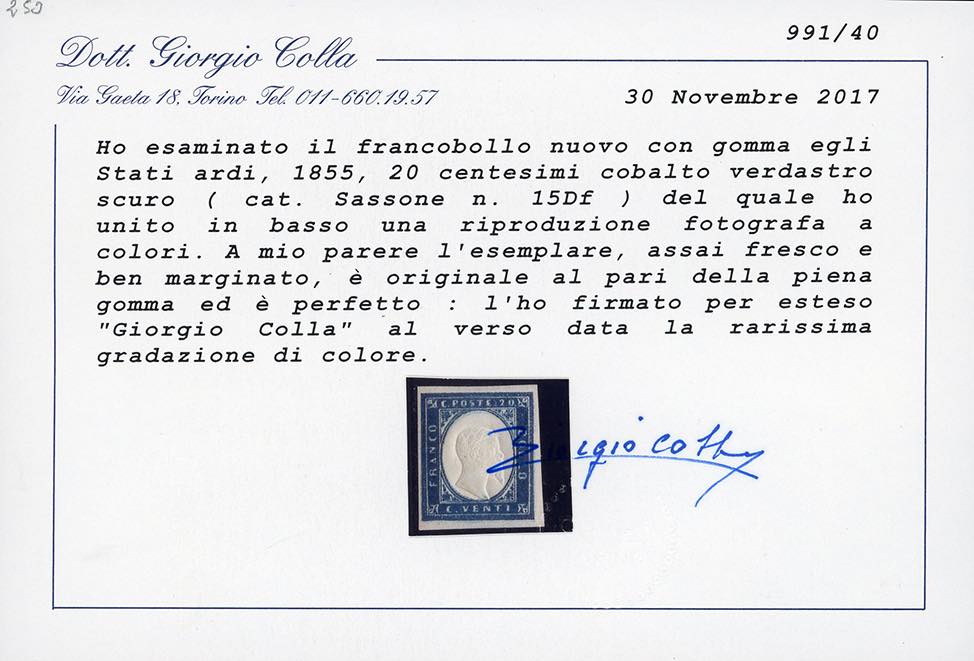 250
991/40
Dott. Giorgio Colla
Via Gaeta 18. Torino Tel. 011-660.19.57
30 Novembre 2017
Ho esaminato il francobollo nuovo con gomma egli
Stati ardi, 1855, 20 centesimi cobalto verdastro
scuro ( cat. Sassone n. 15Df ) del quale ho
unito in basso una riproduzione fotografa a
colori. A mio parere l'esemplare, assai fresco e
ben marginato, è originale al pari della piena
gomma ed è perfetto : l'ho firmato per esteso
"Giorgio Colla" al verso data la rarissima
gradazione di colore.
C. POSTE 20
FRANCO
C. VENTI
Giorgio Colla